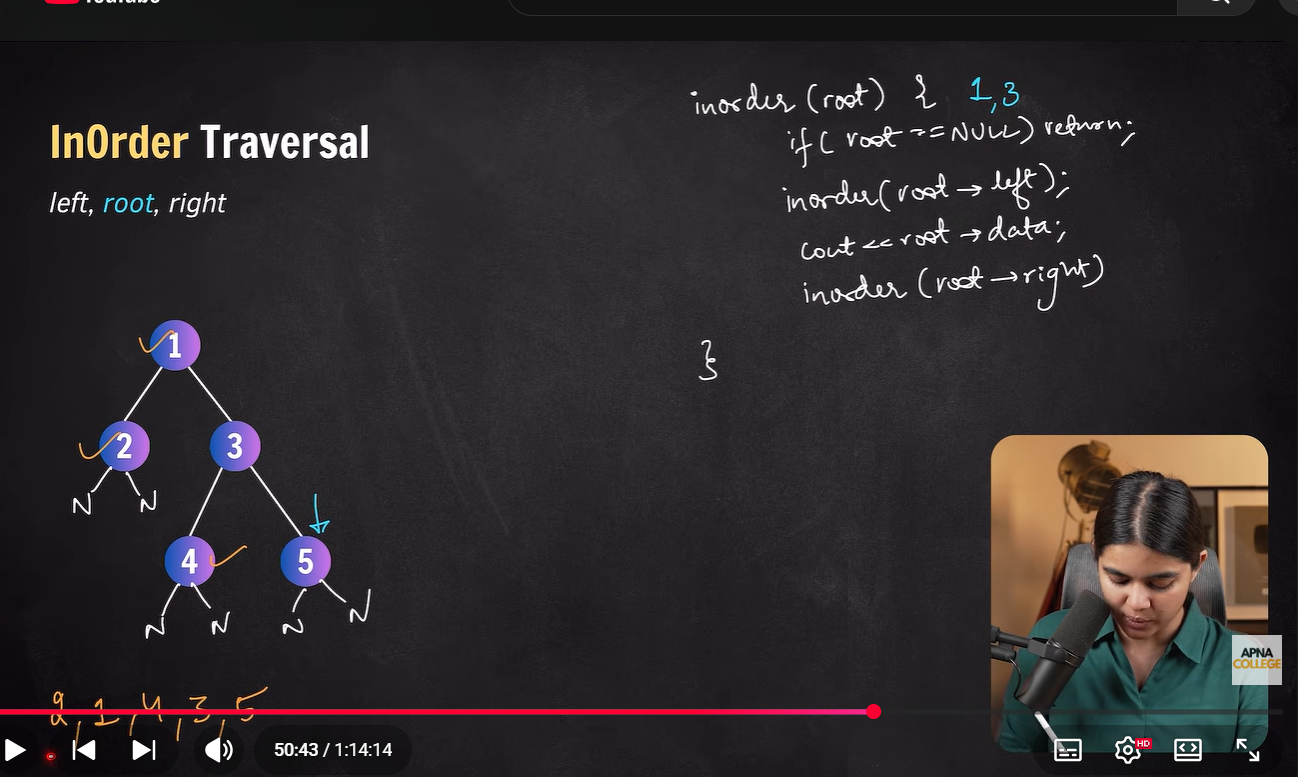 YouTube
InOrder Traversal
left, root, right
inorder (root) { 1,3
if( root == NULL) return;
inorder(root → left);
cout << root → data;
inorder (root → right)
}
1
2
3
N
N
4
5
N
N
N
N
2, 1, 4, 3, 5
APNA
COLLEGE
50:43 / 1:14:14
HD